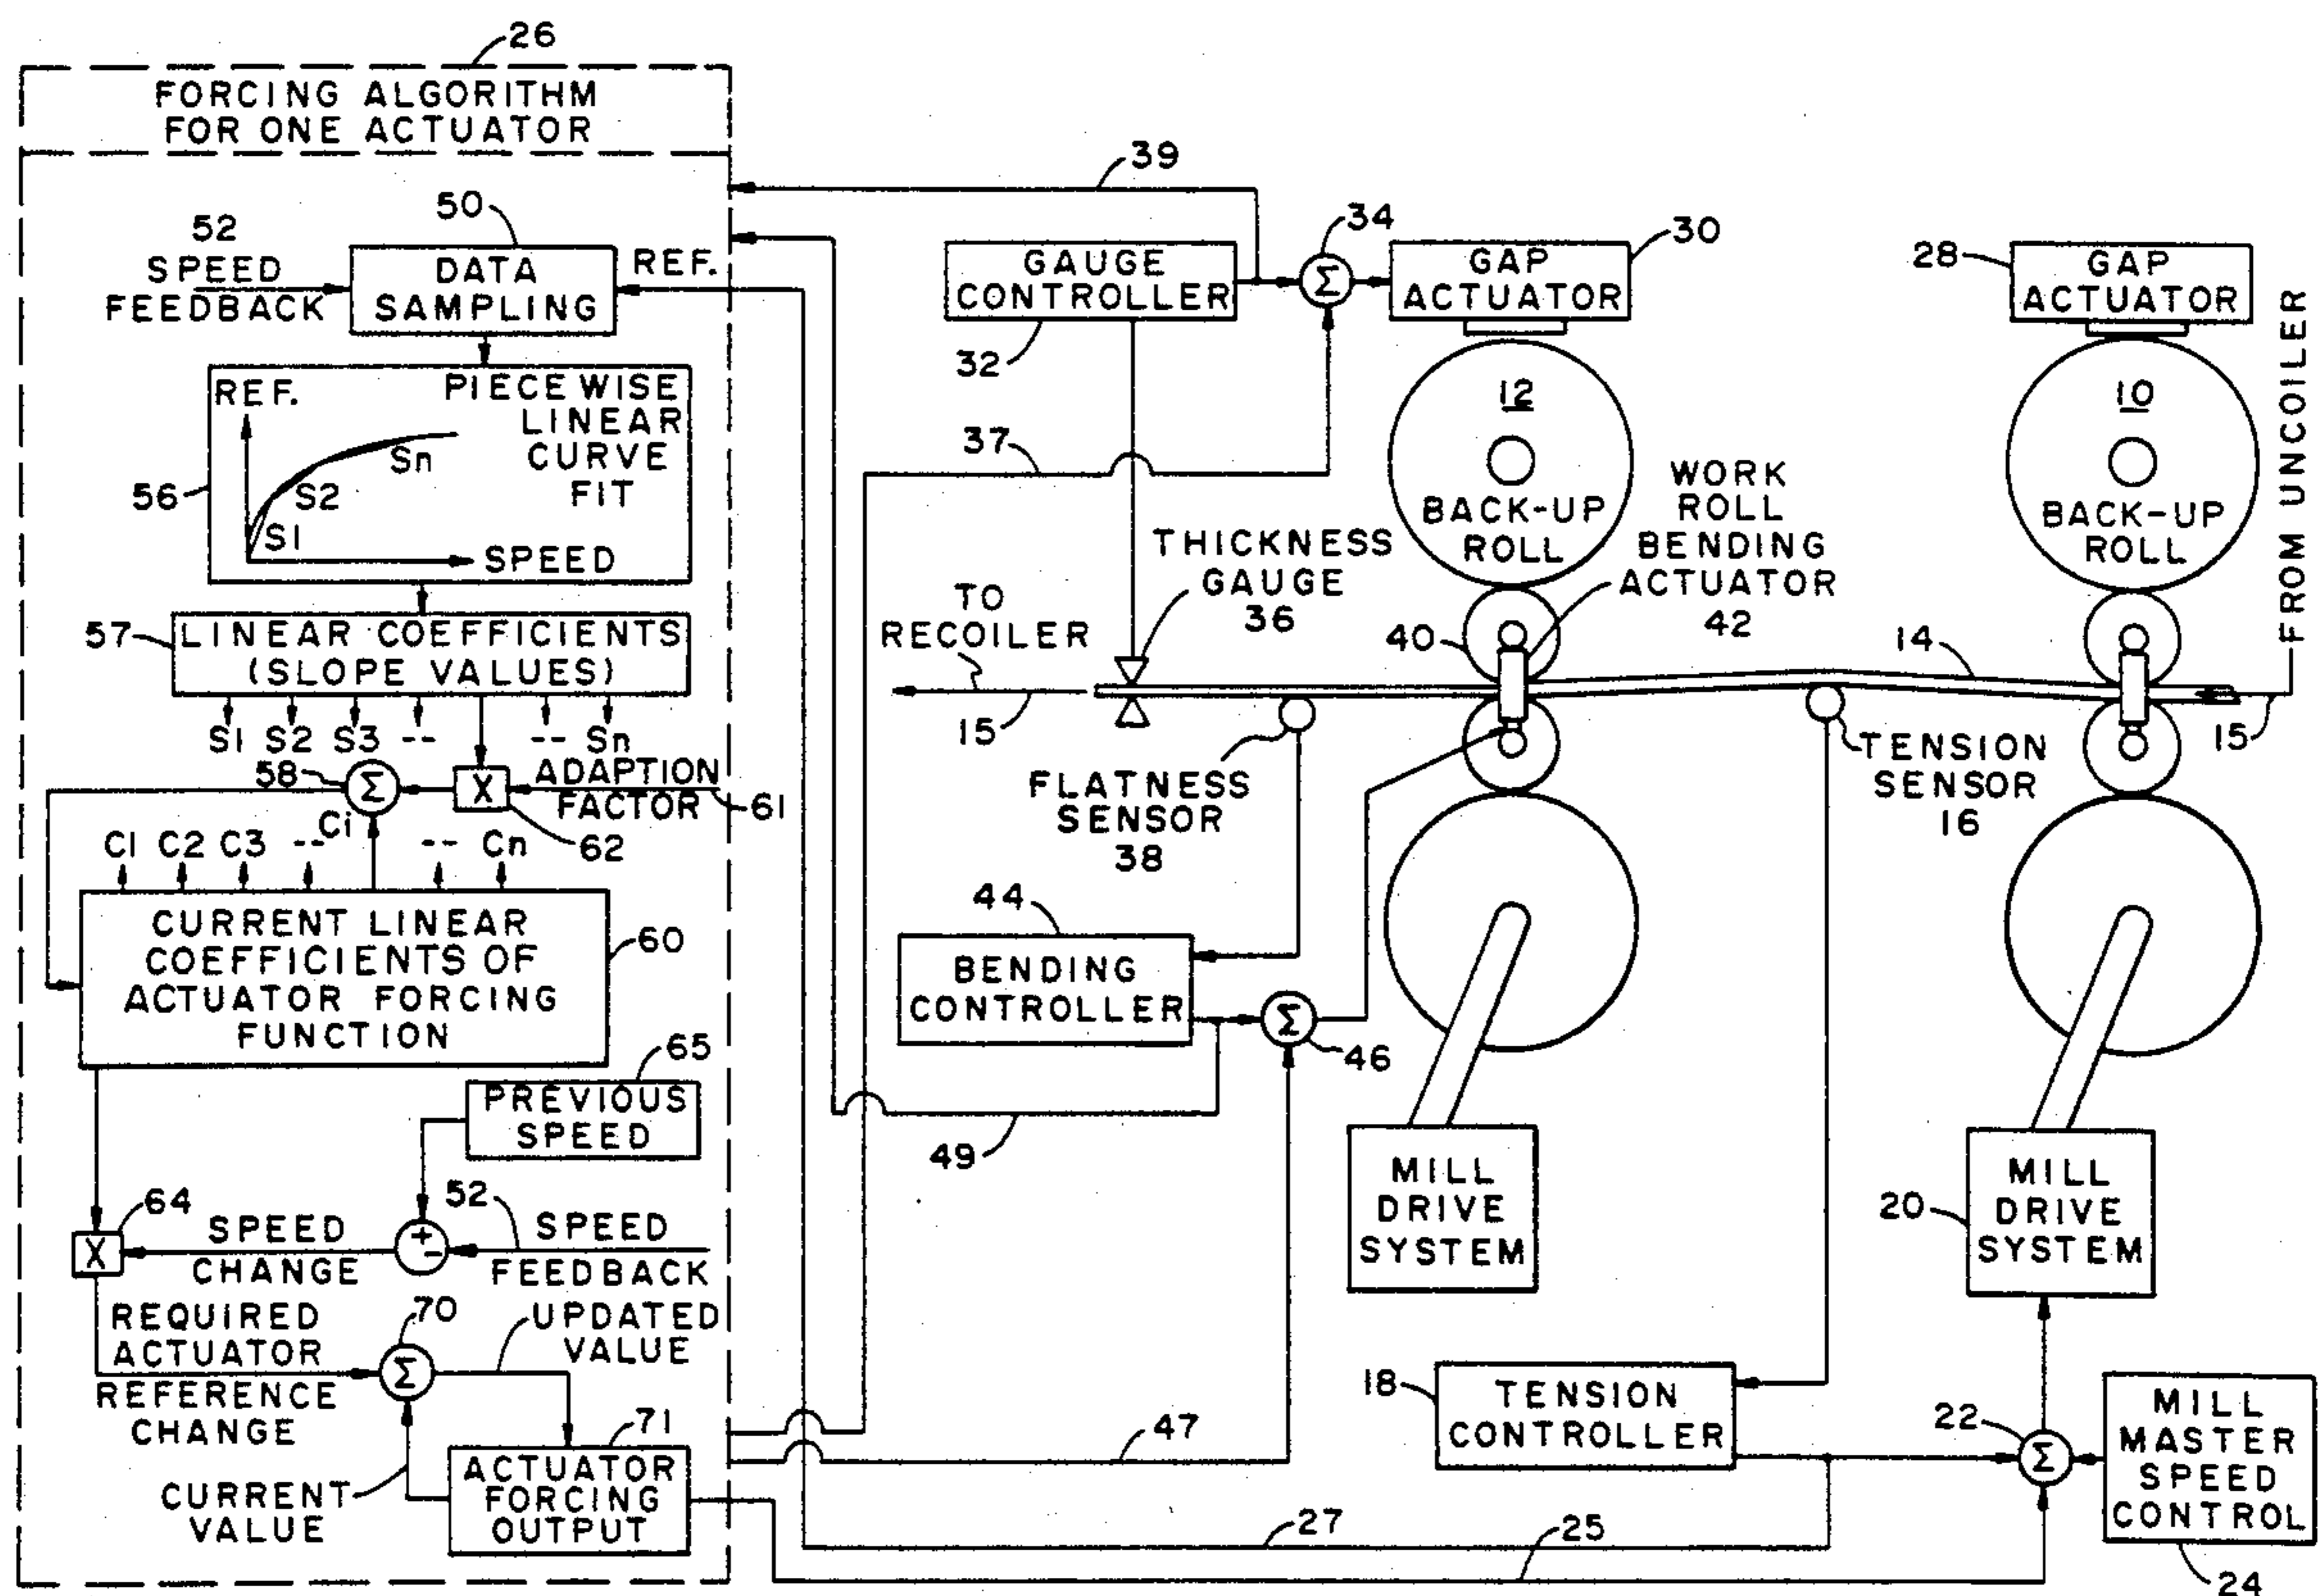 26
FORCING ALGORITHM
FOR ONE ACTUATOR
50
52
SPEED
FEEDBACK
DATA
SAMPLING
REF.
REF.
PIECE WISE
LINEAR
CURVE
FIT
Sn
S2
S1
SPEED
56
57
LINEAR COEFFICIENTS
(SLOPE VALUES)
S1 S2 S3 -- -- Sn
58
Σ
X
ADAPTION
FACTOR
61
62
Ci
C1 C2 C3 -- -- Cn
CURRENT LINEAR
COEFFICIENTS OF
ACTUATOR FORCING
FUNCTION
60
65
PREVIOUS
SPEED
64
X
SPEED
CHANGE
+
-
52
SPEED
FEEDBACK
REQUIRED
ACTUATOR
REFERENCE
CHANGE
70
Σ
UPDATED
VALUE
71
ACTUATOR
FORCING
OUTPUT
CURRENT
VALUE
39
34
30
GAUGE
CONTROLLER
Σ
GAP
ACTUATOR
32
37
12
BACK-UP
ROLL
WORK
ROLL
BENDING
ACTUATOR
42
THICKNESS
GAUGE
36
TO
RECOILER
15
40
14
FLATNESS
SENSOR
38
28
GAP
ACTUATOR
10
BACK-UP
ROLL
FROM UNCOILER
15
TENSION
SENSOR
16
44
BENDING
CONTROLLER
Σ
46
49
47
MILL
DRIVE
SYSTEM
20
MILL
DRIVE
SYSTEM
18
TENSION
CONTROLLER
22
Σ
MILL
MASTER
SPEED
CONTROL
24
27
25